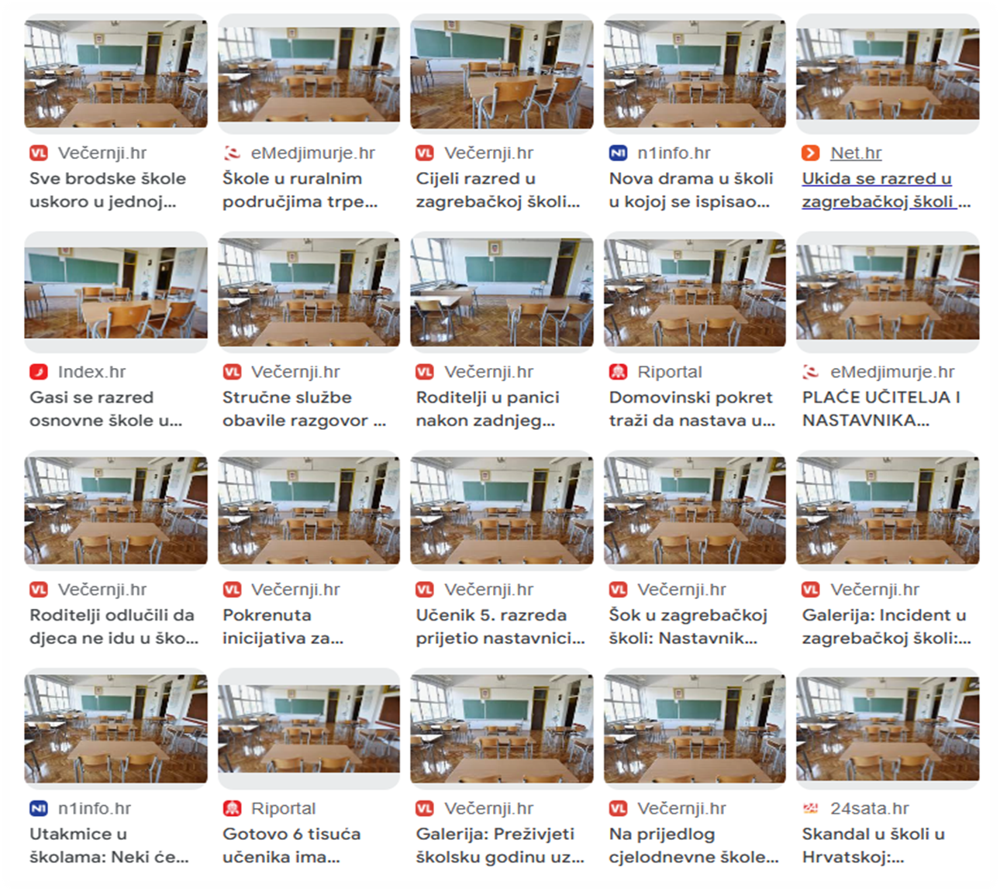 Večernji.hr
Sve brodske škole
uskoro u jednoj...
eMedjimurje.hr
Škole u ruralnim
područjima trpe...
Večernji.hr
Cijeli razred u
zagrebačkoj školi...
n1info.hr
Nova drama u školi
u kojoj se ispisao...
Net.hr
Ukida se razred u
zagrebačkoj školi ...
Index.hr
Gasi se razred
osnovne škole u...
Večernji.hr
Stručne službe
obavile razgovor ...
Večernji.hr
Roditelji u panici
nakon zadnjeg...
Riportal
Domovinski pokret
traži da nastava u...
eMedjimurje.hr
PLAĆE UČITELJA I
NASTAVNIKA...
Večernji.hr
Roditelji odlučili da
djeca ne idu u ško...
Večernji.hr
Pokrenuta
inicijativa za...
Večernji.hr
Učenik 5. razreda
prijetio nastavnici...
Večernji.hr
Šok u zagrebačkoj
školi: Nastavnik...
Večernji.hr
Galerija: Incident u
zagrebačkoj školi:...
n1info.hr
Utakmice u
školama: Neki će...
Riportal
Gotovo 6 tisuća
učenika ima...
Večernji.hr
Galerija: Preživjeti
školsku godinu uz...
Večernji.hr
Na prijedlog
cjelodnevne škole...
24sata.hr
Skandal u školi u
Hrvatskoj:...